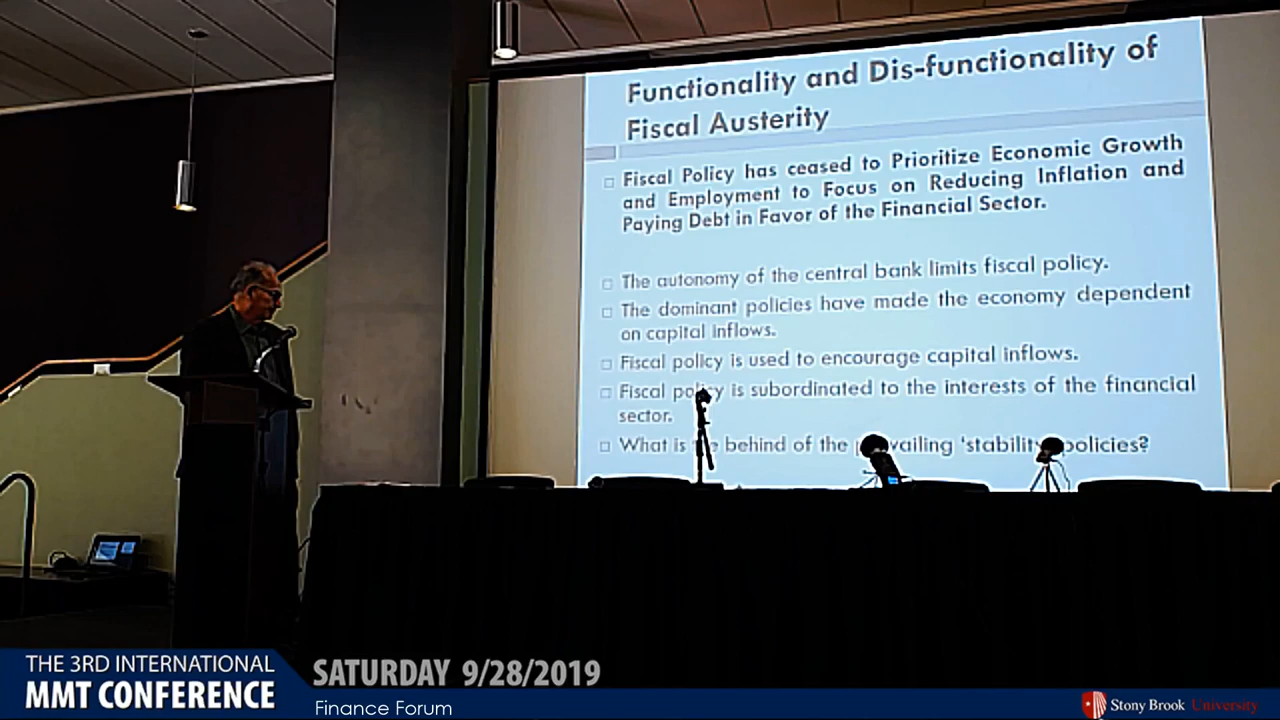 Functionality and Dis-functionality of
Fiscal Austerity
Fiscal Policy has ceased to Prioritize Economic Growth
and Employment to Focus on Reducing Inflation and
Paying Debt in Favor of the Financial Sector.
The autonomy of the central bank limits fiscal policy.
The dominant policies have made the economy dependent
on capital inflows.
Fiscal policy is used to encourage capital inflows.
Fiscal policy is subordinated to the interests of the financial
sector.
What is behind of the 'stability policies?
THE 3RD INTERNATIONAL
MMT CONFERENCE
SATURDAY 9/28/2019
Finance Forum
Stony Brook University